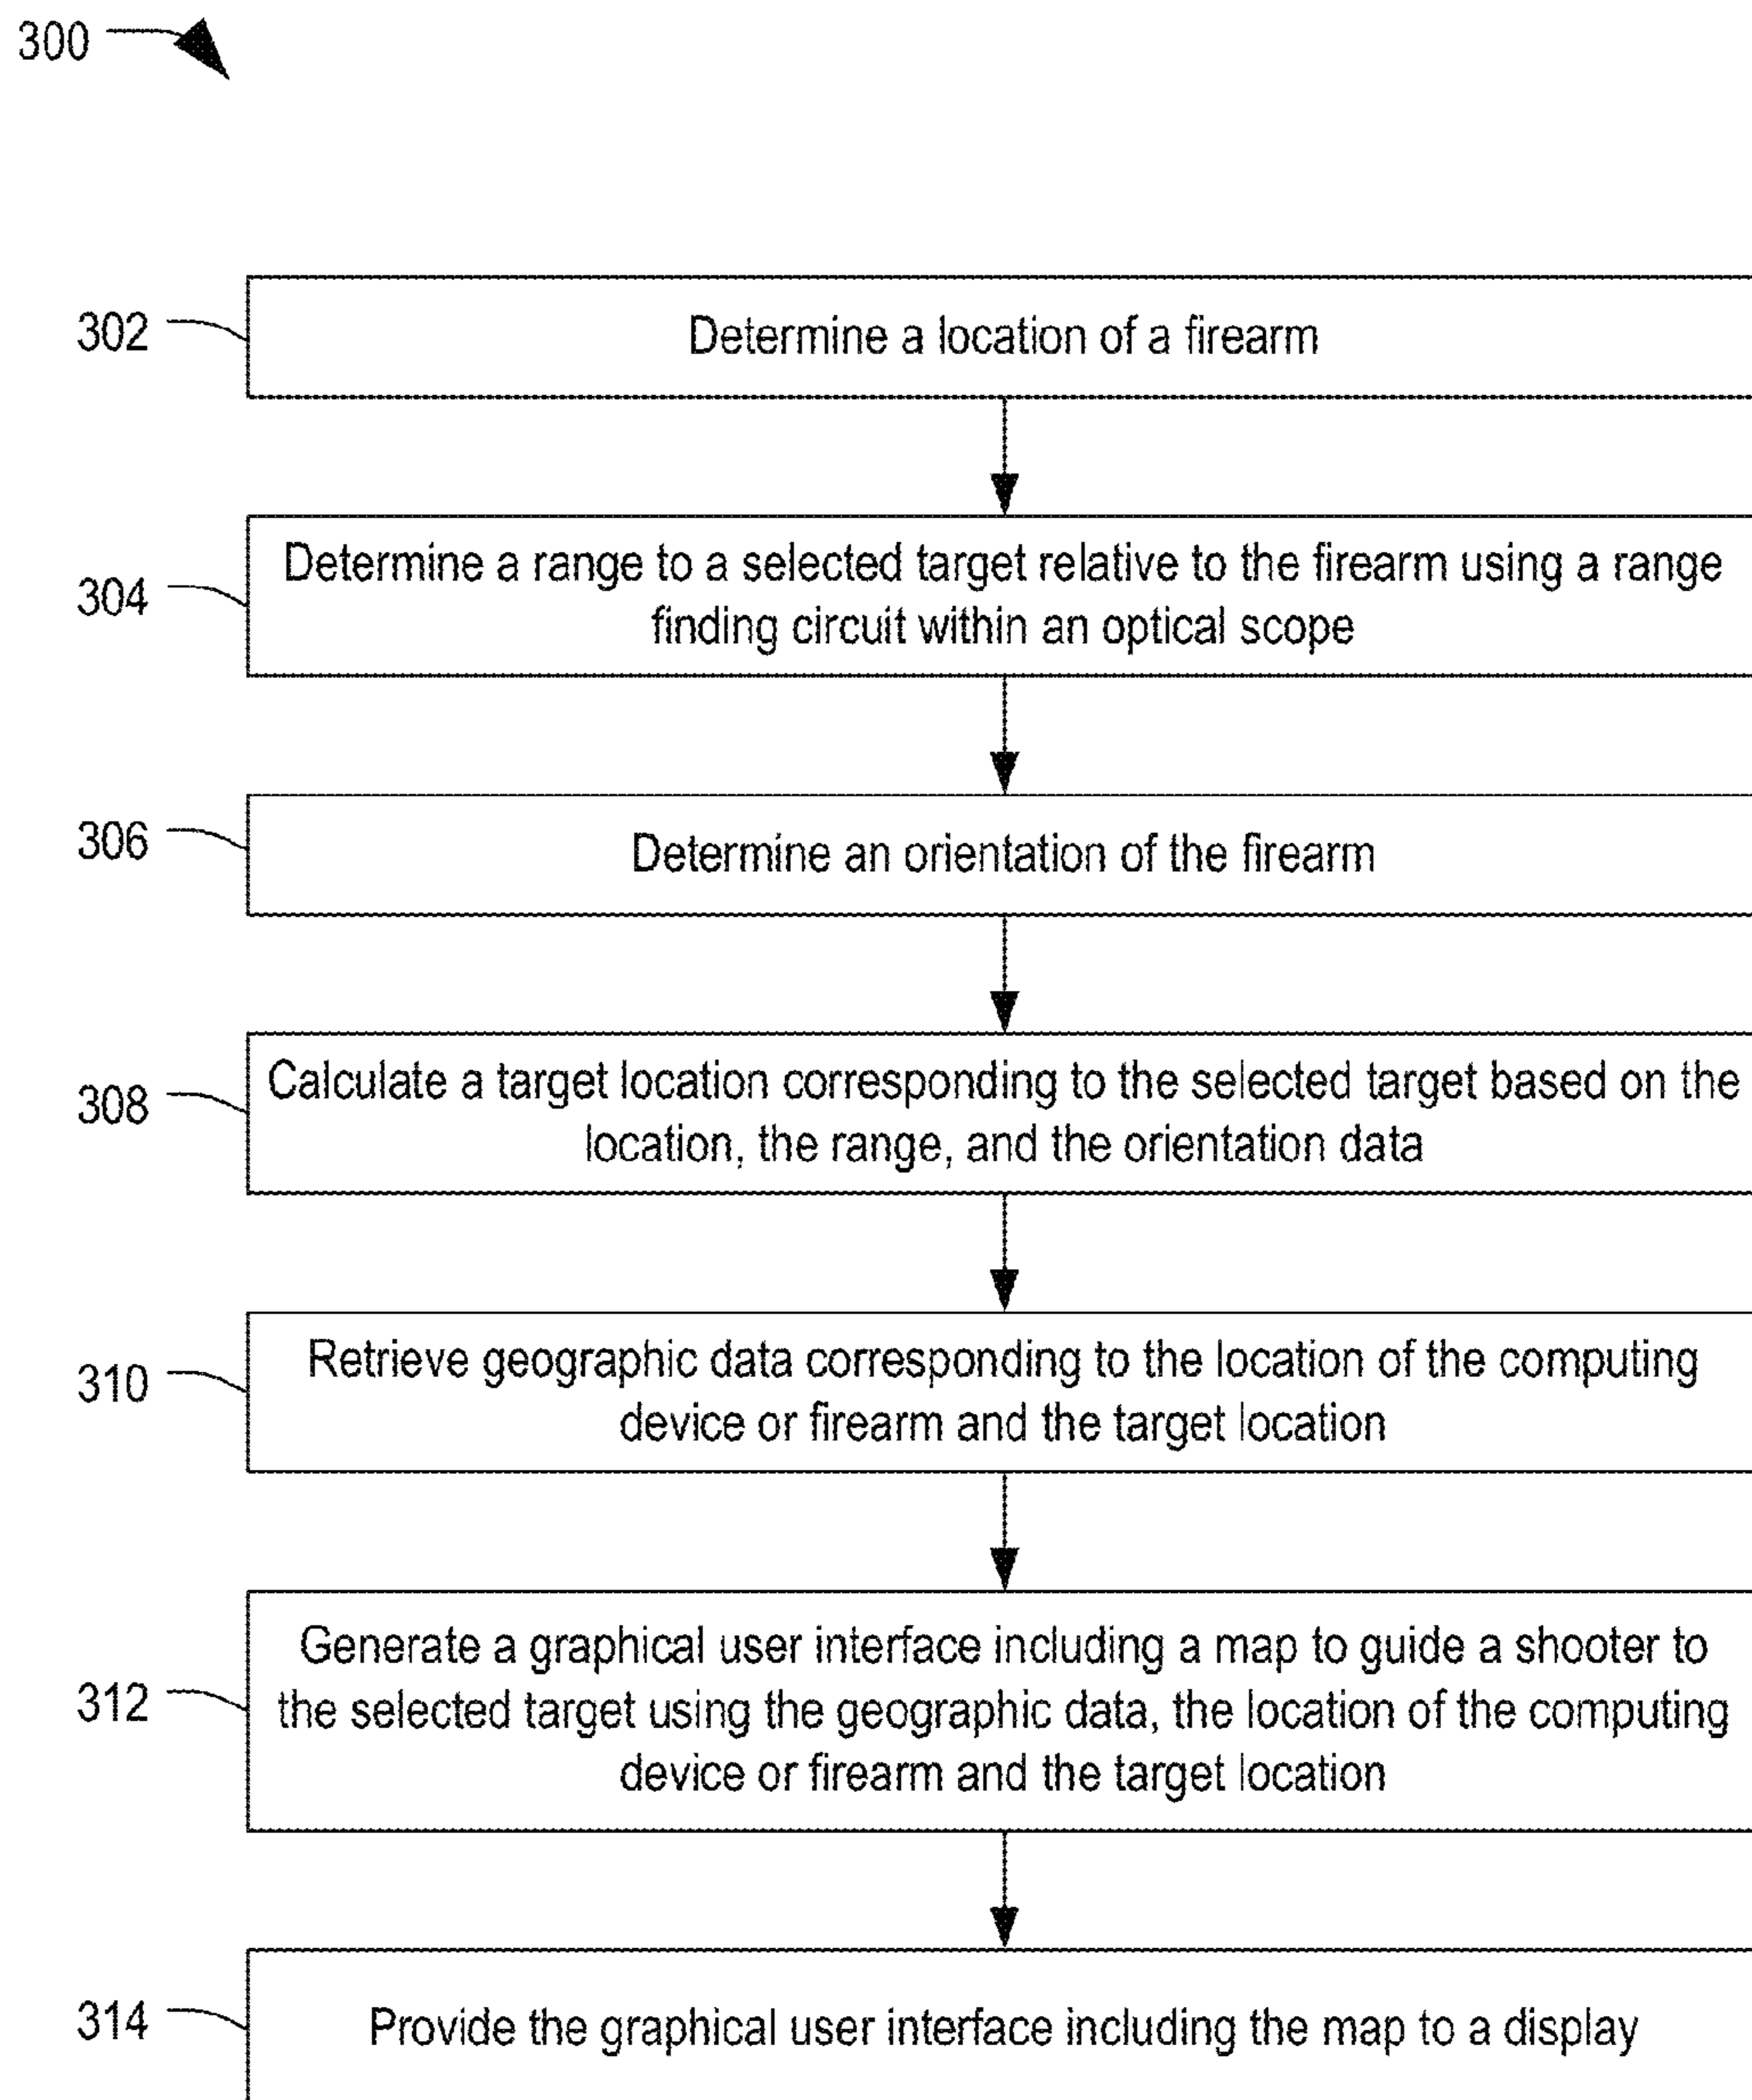 300
302
Determine a location of a firearm
304
Determine a range to a selected target relative to the firearm using a range
finding circuit within an optical scope
306
Determine an orientation of the firearm
308
Calculate a target location corresponding to the selected target based on the
location, the range, and the orientation data
310
Retrieve geographic data corresponding to the location of the computing
device or firearm and the target location
312
Generate a graphical user interface including a map to guide a shooter to
the selected target using the geographic data, the location of the computing
device or firearm and the target location
314
Provide the graphical user interface including the map to a display